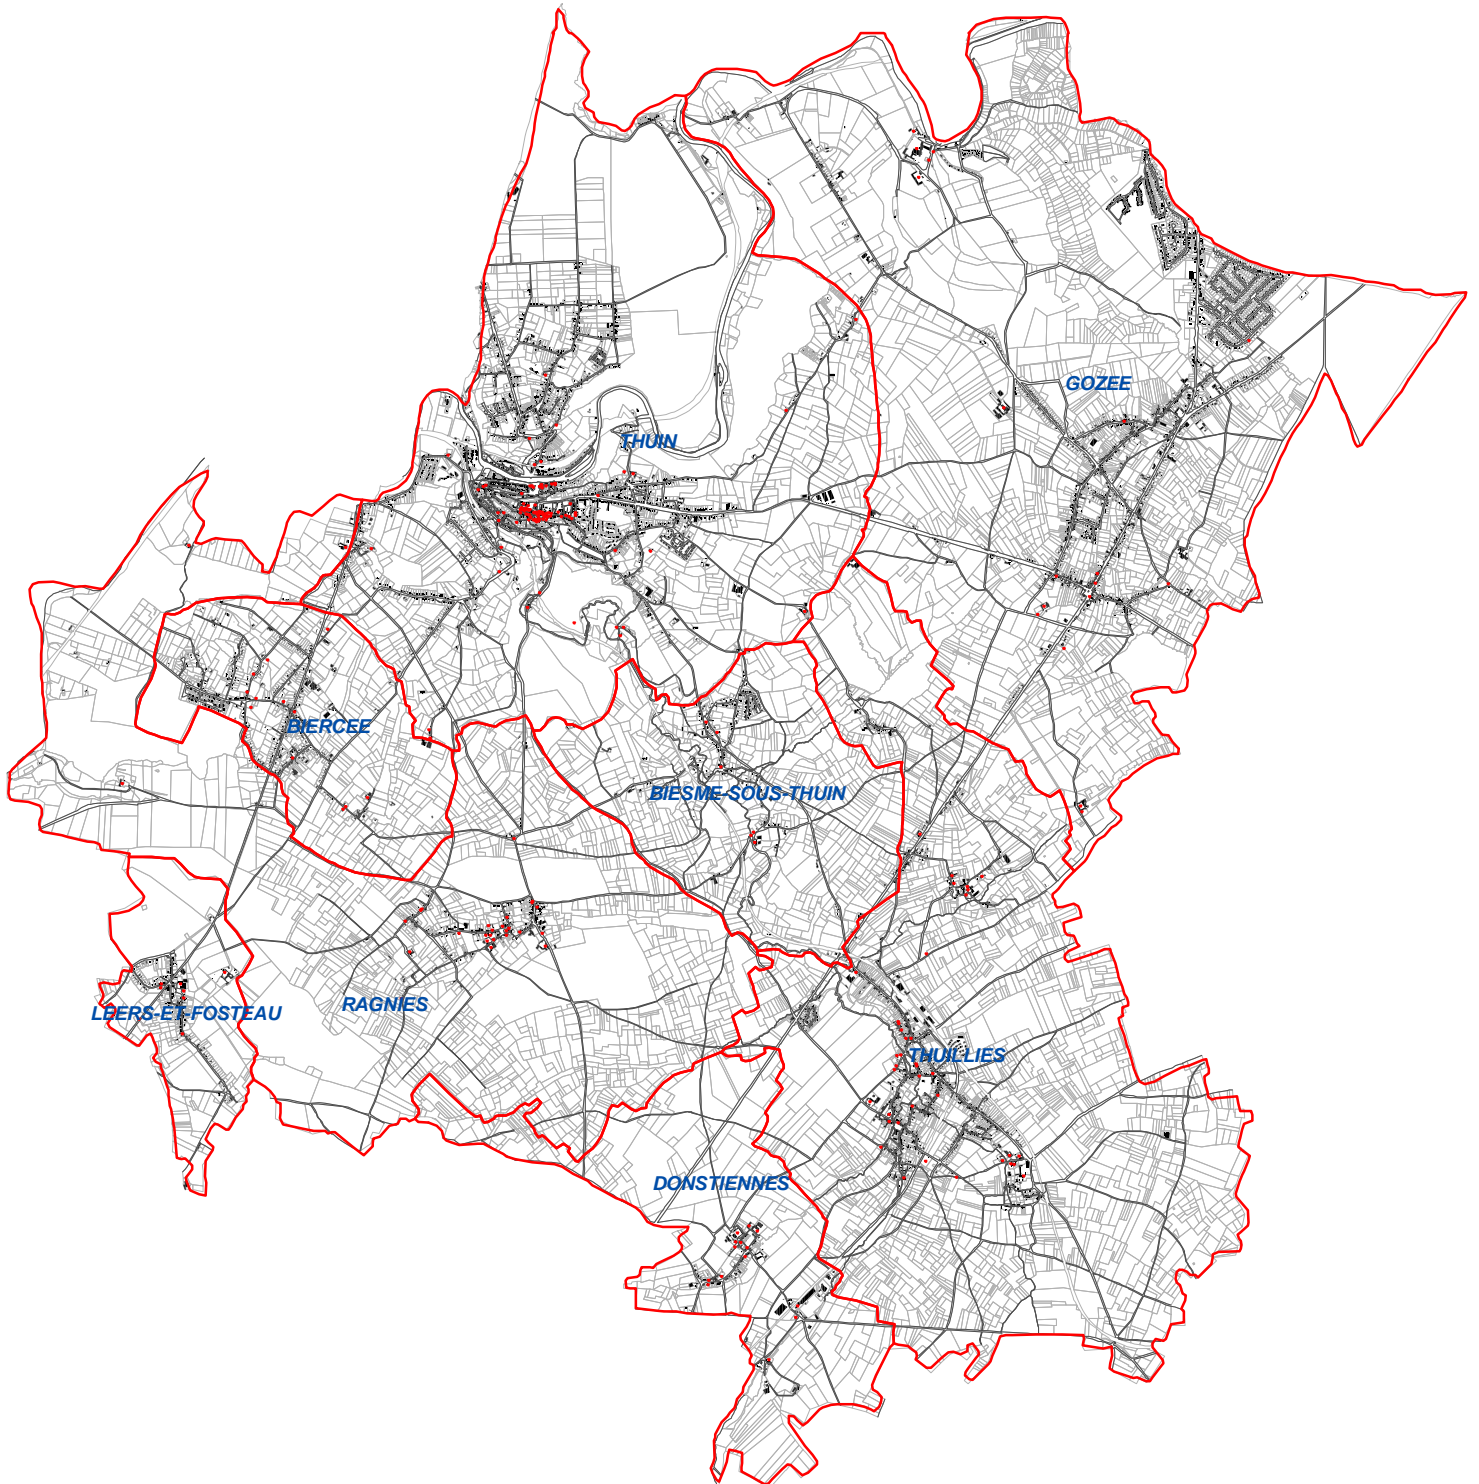 GOZEE
THUIN
BIERCEE
BIESME-SOUS-THUIN
RAGNIES
LEERS-ET-FOSTEAU
THUILLIES
DONSTIENNES